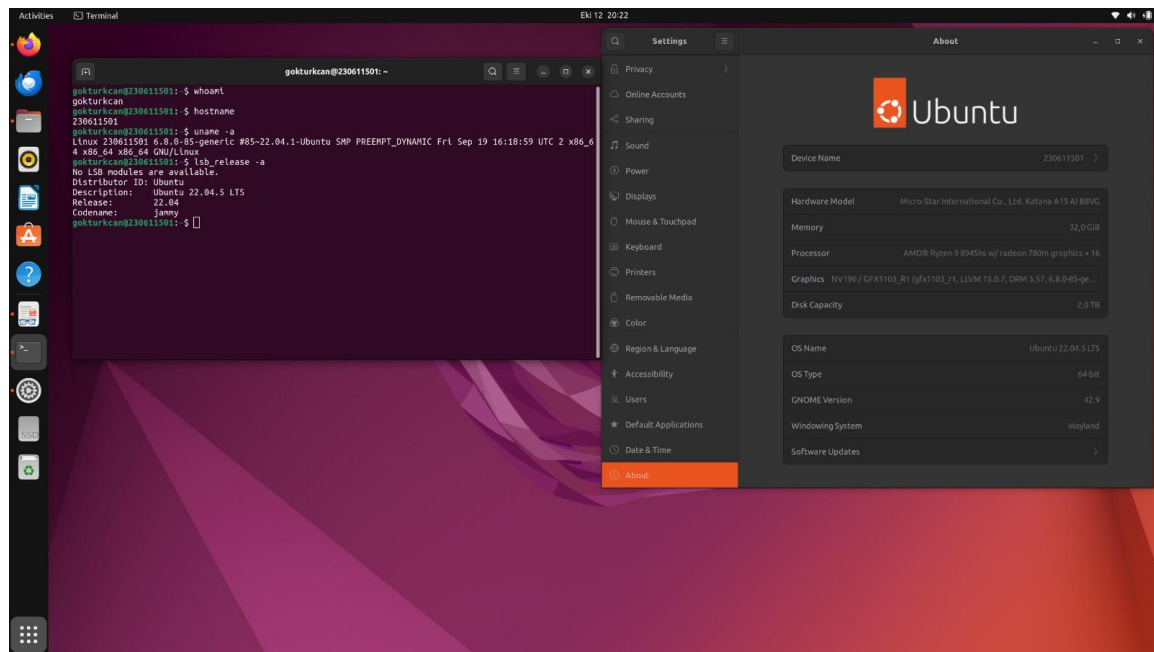 Activities
Terminal
Eki 12 20:22
gokturkcan@230611501: ~
gokturkcan@230611501:~$ whoami
gokturkcan
gokturkcan@230611501:~$ hostname
230611501
gokturkcan@230611501:~$ uname -a
Linux 230611501 6.8.0-85-generic #85~22.04.1-Ubuntu SMP PREEMPT_DYNAMIC Fri Sep 19 16:18:59 UTC 2 x86_6
4 x86_64 x86_64 GNU/Linux
gokturkcan@230611501:~$ lsb_release -a
No LSB modules are available.
Distributor ID: Ubuntu
Description: Ubuntu 22.04.5 LTS
Release: 22.04
Codename: jammy
gokturkcan@230611501:~$
SSD
Settings
Privacy
Online Accounts
Sharing
Sound
Power
Displays
Mouse & Touchpad
Keyboard
Printers
Removable Media
Color
Region & Language
Accessibility
Users
Default Applications
Date & Time
About
About
Ubuntu
Device Name 230611501
Hardware Model Micro-Star International Co., Ltd. Katana A15 AI B8VG
Memory 32,0 GiB
Processor AMD® Ryzen 9 8945hs w/ radeon 780m graphics × 16
Graphics NV196 / GFX1103_R1 (gfx1103_r1, LLVM 15.0.7, DRM 3.57, 6.8.0-85-ge...
Disk Capacity 2,0 TB
OS Name Ubuntu 22.04.5 LTS
OS Type 64-bit
GNOME Version 42.9
Windowing System Wayland
Software Updates